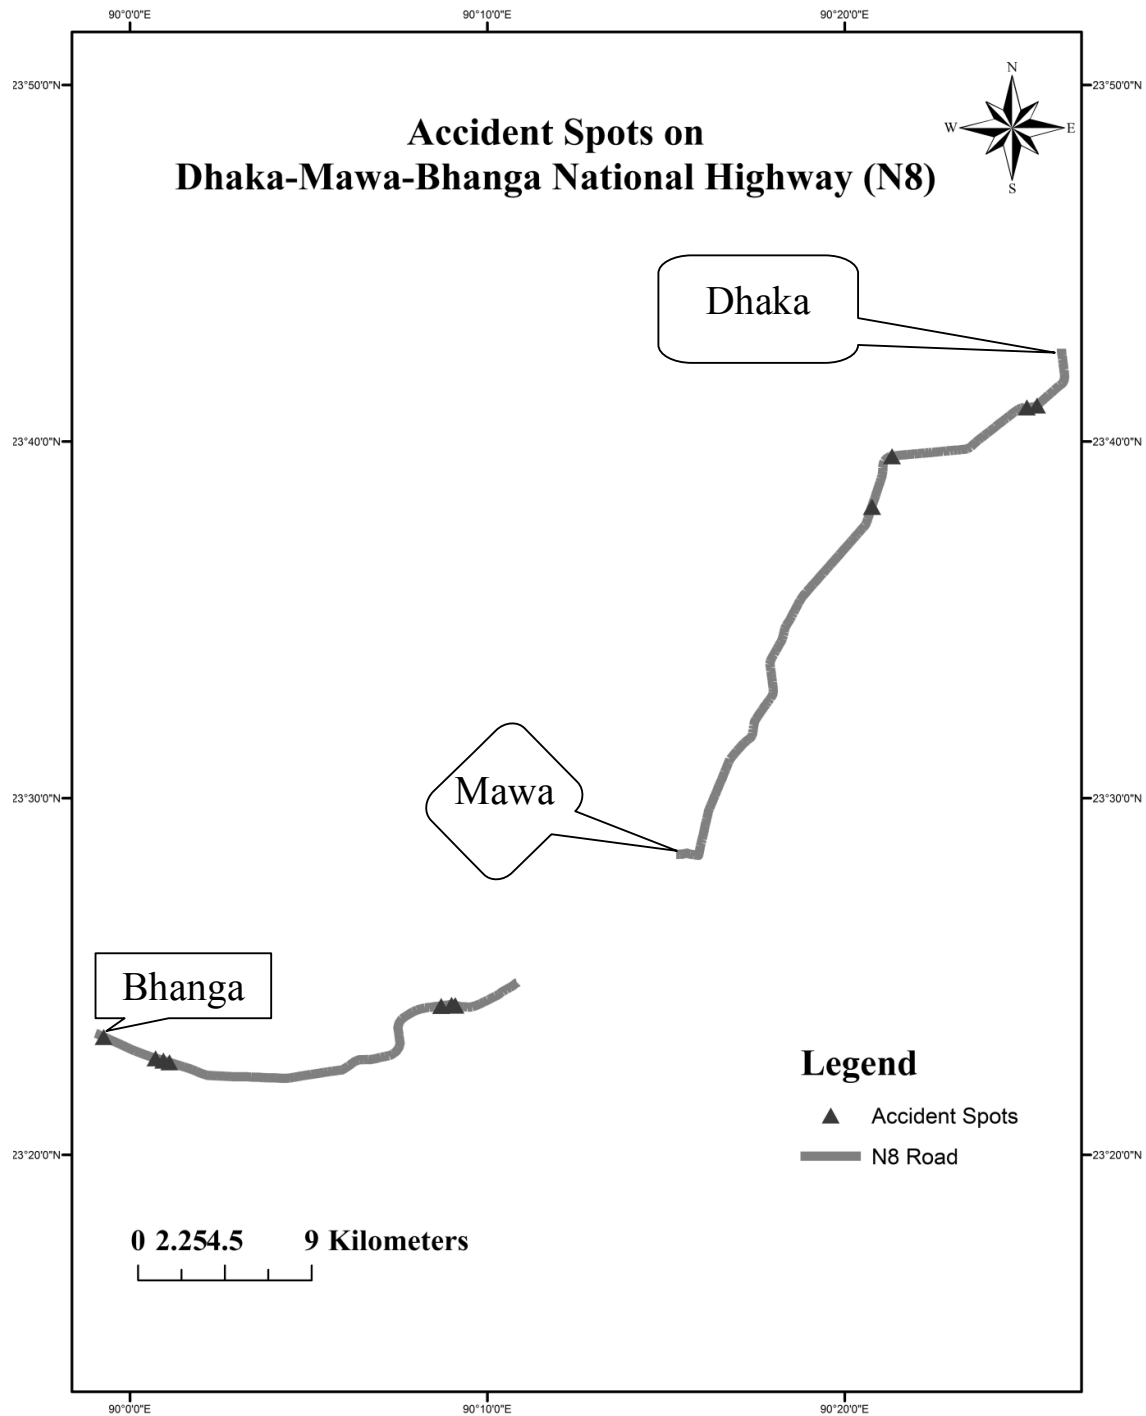 90°0'0"E 90°10'0"E 90°20'0"E
23°50'0"N 23°50'0"N
N
W E
S
Accident Spots on
Dhaka-Mawa-Bhanga National Highway (N8)
Dhaka
23°40'0"N 23°40'0"N
Mawa
23°30'0"N 23°30'0"N
Bhanga
Legend
Accident Spots
N8 Road
23°20'0"N 23°20'0"N
0 2.254.5 9 Kilometers
90°0'0"E 90°10'0"E 90°20'0"E